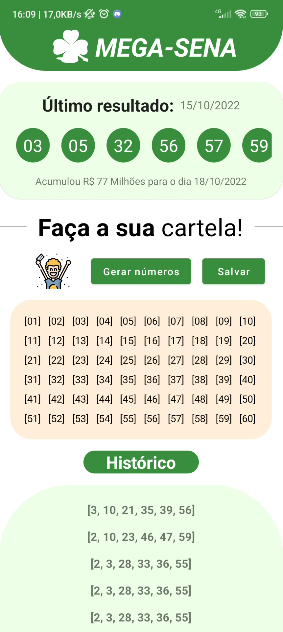 16:09 | 17,0KB/s
4G
90
MEGA-SENA
Último resultado: 15/10/2022
03 05 32 56 57 59
Acumulou R$ 77 Milhões para o dia 18/10/2022
Faça a sua cartela!
Gerar números Salvar
[01] [02] [03] [04] [05] [06] [07] [08] [09] [10]
[11] [12] [13] [14] [15] [16] [17] [18] [19] [20]
[21] [22] [23] [24] [25] [26] [27] [28] [29] [30]
[31] [32] [33] [34] [35] [36] [37] [38] [39] [40]
[41] [42] [43] [44] [45] [46] [47] [48] [49] [50]
[51] [52] [53] [54] [55] [56] [57] [58] [59] [60]
Histórico
[3, 10, 21, 35, 39, 56]
[2, 10, 23, 46, 47, 59]
[2, 3, 28, 33, 36, 55]
[2, 3, 28, 33, 36, 55]
[2, 3, 28, 33, 36, 55]